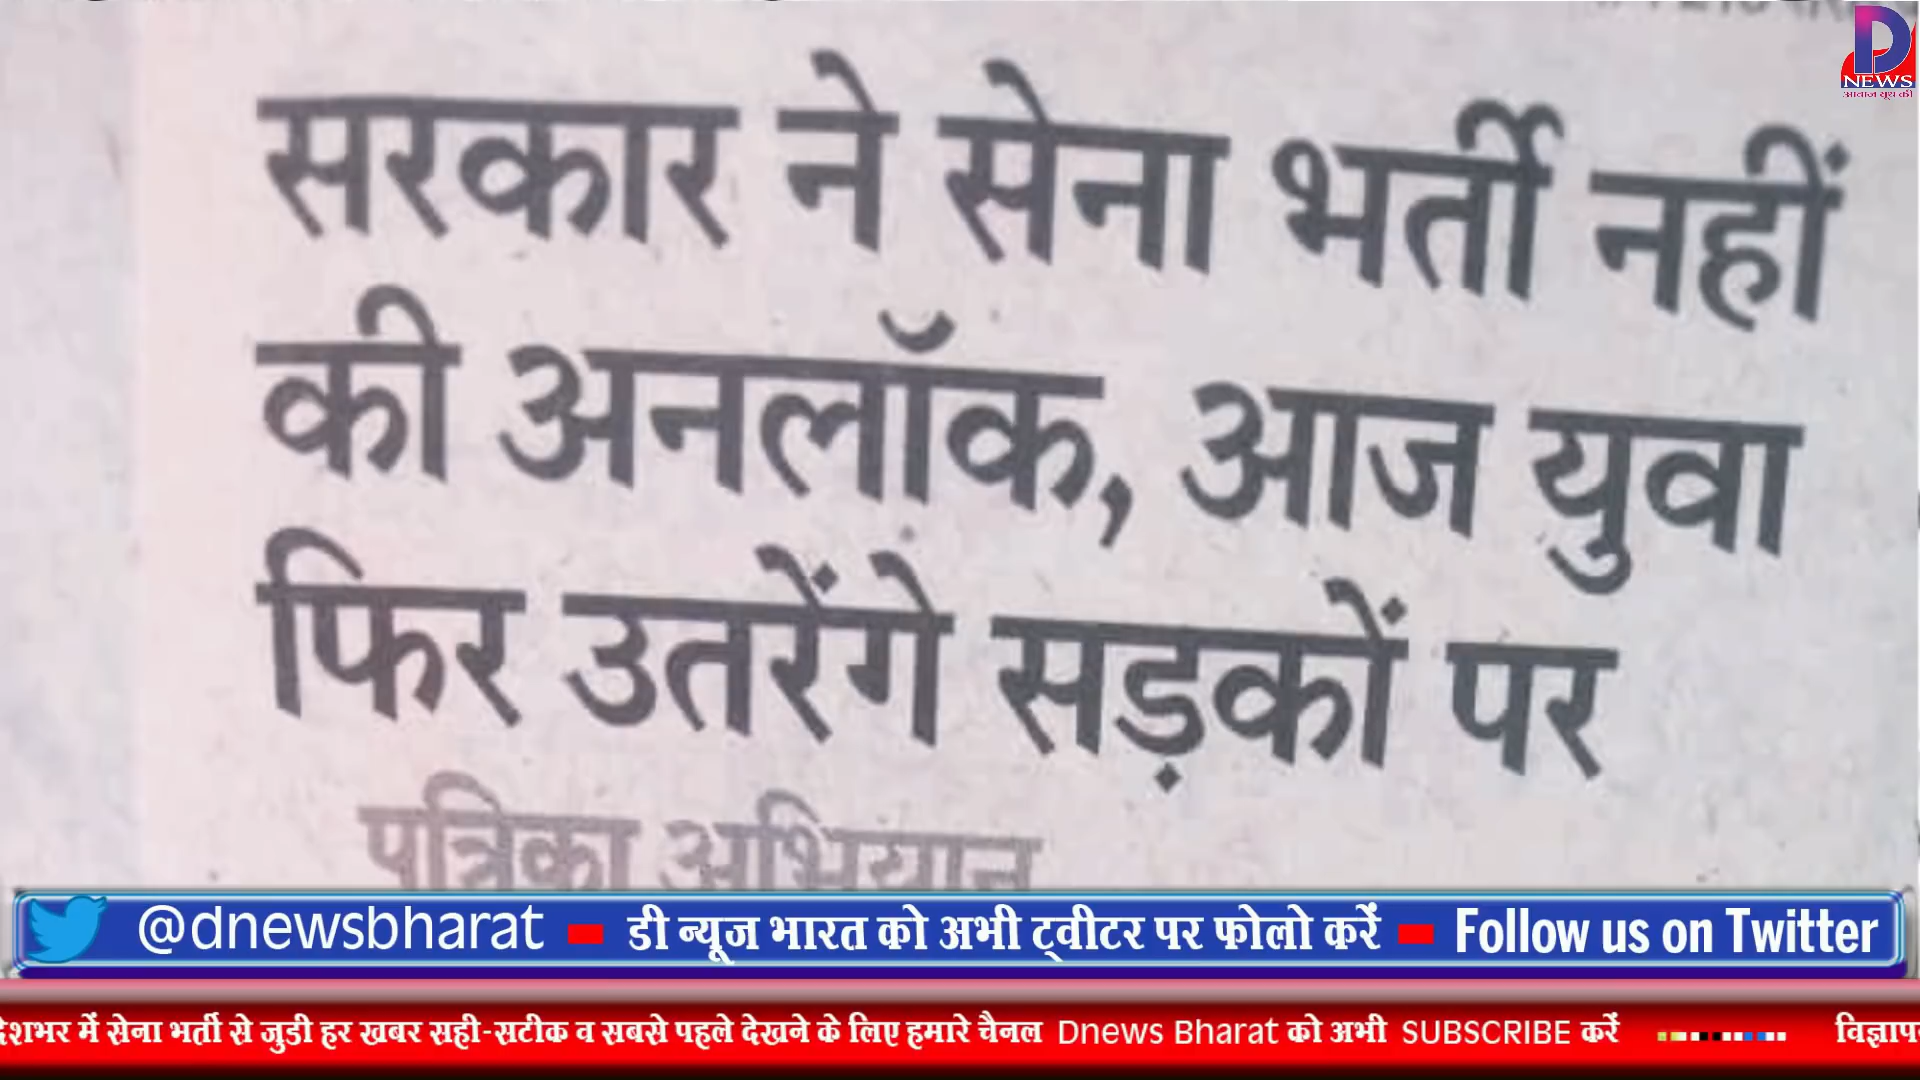 D
NEWS
आवाज यूथ की
सरकार ने सेना भर्ती नहीं
की अनलॉक, आज युवा
फिर उतरेंगे सड़कों पर
पत्रिका अभियान
@dnewsbharat - डी न्यूज भारत को अभी ट्वीटर पर फोलो करें - Follow us on Twitter
में सेना भर्ती से जुडी हर खबर सही-सटीक व सबसे पहले देखने के लिए हमारे चैनल Dnews Bharat को अभी SUBSCRIBE करें